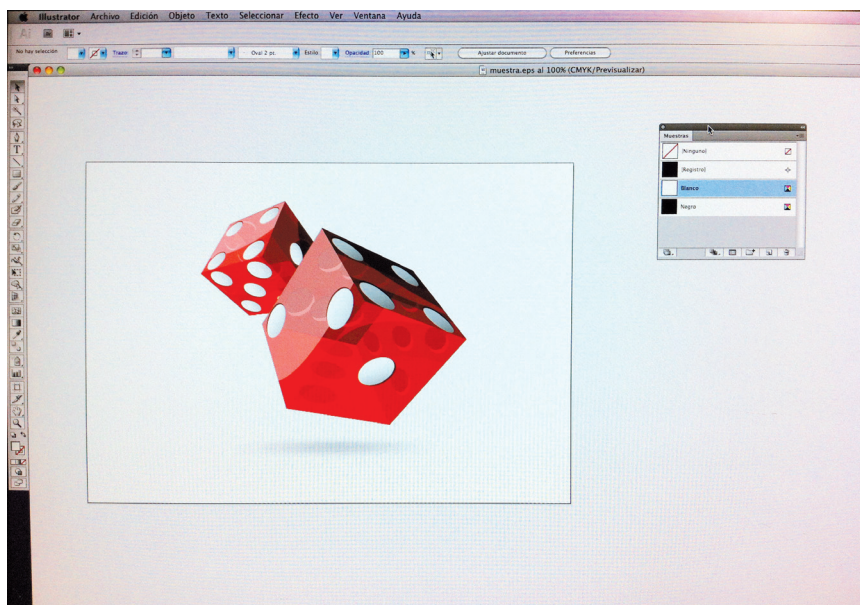 Illustrator Archivo Edición Objeto Texto Seleccionar Efecto Ver Ventana Ayuda
Ai
No hay selección Trazo: Oval 2 pt. Estilo: Opacidad: 100 % Ajustar documento Preferencias
muestra.eps al 100% (CMYK/Previsualizar)
Muestras
[Ninguno]
[Registro]
Blanco
Negro